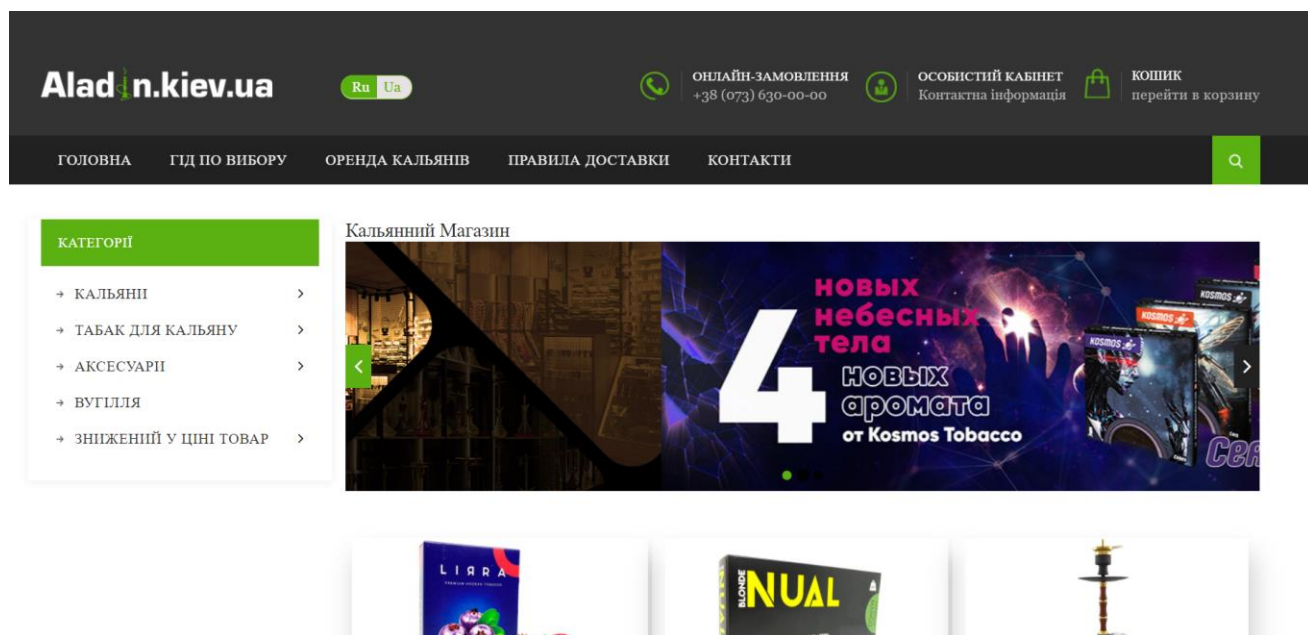 Aladin.kiev.ua
Ru Ua
ОНЛАЙН-ЗАМОВЛЕННЯ
+38 (073) 630-00-00
ОСОБИСТИЙ КАБІНЕТ
Контактна інформація
КОШИК
перейти в корзину
ГОЛОВНА ГІД ПО ВИБОРУ ОРЕНДА КАЛЬЯНІВ ПРАВИЛА ДОСТАВКИ КОНТАКТИ
КАТЕГОРІЇ
КАЛЬЯНИ
ТАБАК ДЛЯ КАЛЬЯНУ
АКСЕСУАРИ
ВУГІЛЛЯ
ЗНИЖЕНИЙ У ЦІНІ ТОВАР
Кальянний Магазин
4
новых
небесных
тела
новых
аромата
от Kosmos Tobacco
KOSMOS
KOSMOS
KOSMOS
LIRRA
BLONDE
NUAL